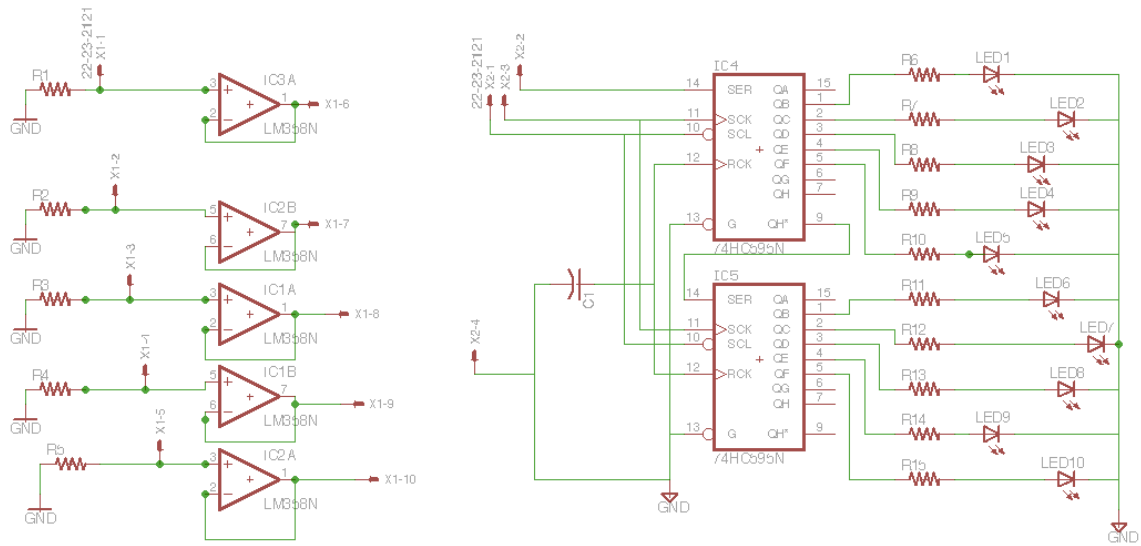 22-23-2121
X1-1
R1
GND
3
2
1
IC3A
LM358N
X1-6
X1-2
R2
GND
5
6
7
IC2B
LM358N
X1-7
X1-3
R3
GND
3
2
1
IC1A
LM358N
X1-8
X1-4
R4
GND
5
6
7
IC1B
LM358N
X1-9
X1-5
R5
GND
3
2
1
IC2A
LM358N
X1-10
22-23-2121
X2-1
X2-3
X2-2
X2-4
C1
IC4
14 SER QA 15
QB 1
11 SCK QC 2
10 SCL QD 3
QE 4
12 RCK QF 5
QG 6
QH 7
13 G QH* 9
74HC595N
IC5
14 SER QA 15
QB 1
11 SCK QC 2
10 SCL QD 3
QE 4
12 RCK QF 5
QG 6
QH 7
13 G QH* 9
74HC595N
GND
R6 LED1
R7 LED2
R8 LED3
R9 LED4
R10 LED5
R11 LED6
R12 LED7
R13 LED8
R14 LED9
R15 LED10
GND